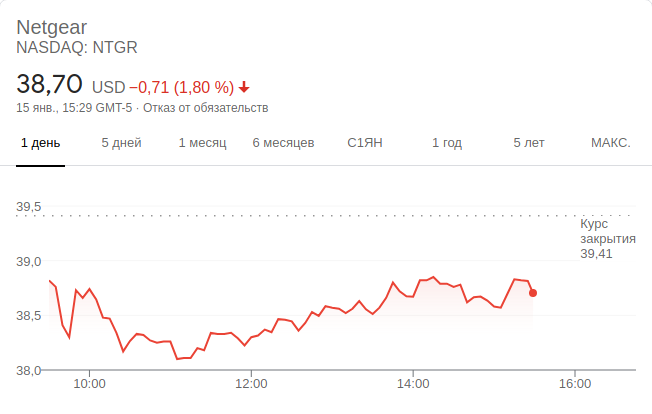 Netgear
NASDAQ: NTGR
38,70 USD −0,71 (1,80 %)
15 янв., 15:29 GMT-5 · Отказ от обязательств
1 день 5 дней 1 месяц 6 месяцев С1ЯН 1 год 5 лет МАКС.
39,5
Курс
закрытия
39,41
39,0
38,5
38,0
10:00 12:00 14:00 16:00